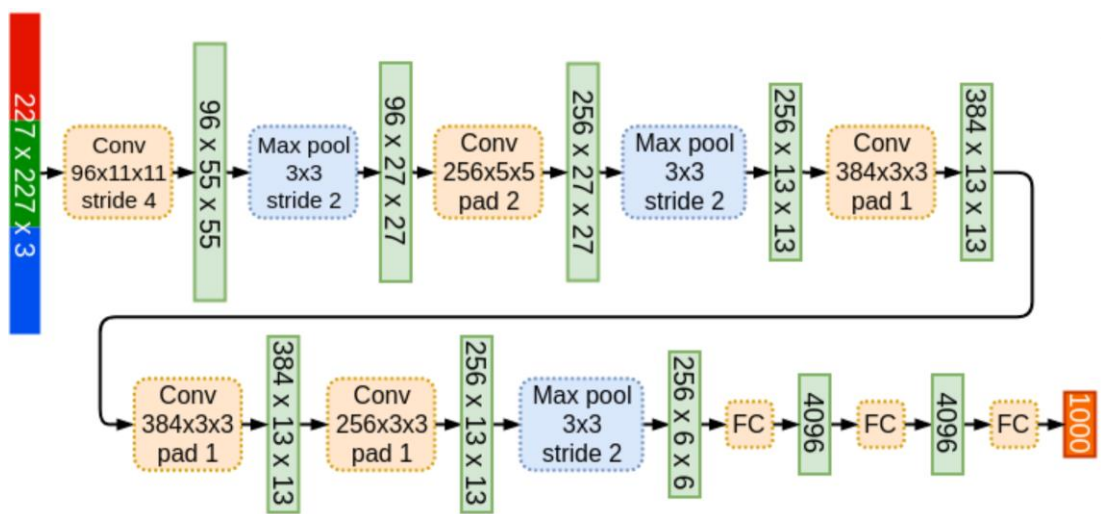 227 x 227 x 3
Conv
96x11x11
stride 4
96 x 55 x 55
Max pool
3x3
stride 2
96 x 27 x 27
Conv
256x5x5
pad 2
256 x 27 x 27
Max pool
3x3
stride 2
256 x 13 x 13
Conv
384x3x3
pad 1
384 x 13 x 13
Conv
384x3x3
pad 1
384 x 13 x 13
Conv
256x3x3
pad 1
256 x 13 x 13
Max pool
3x3
stride 2
256 x 6 x 6
FC
4096
FC
4096
FC
1000